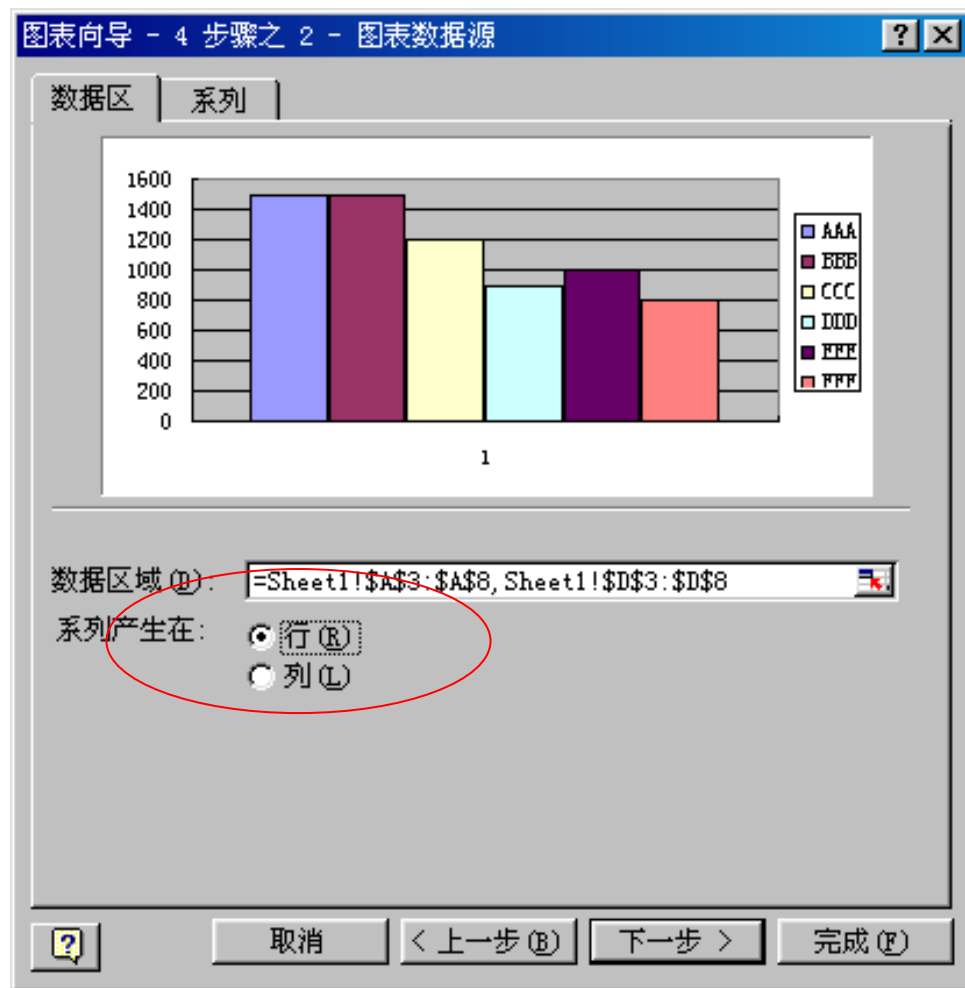 图表向导 - 4 步骤之 2 - 图表数据源
数据区 系列
1600
1400
1200
1000
800
600
400
200
0
1
AAA
BBB
CCC
DDD
EEE
FFF
数据区域(D):
=Sheet1!$A$3:$A$8,Sheet1!$D$3:$D$8
系列产生在:
行(R)
列(L)
取消 < 上一步(B) 下一步 > 完成(F)